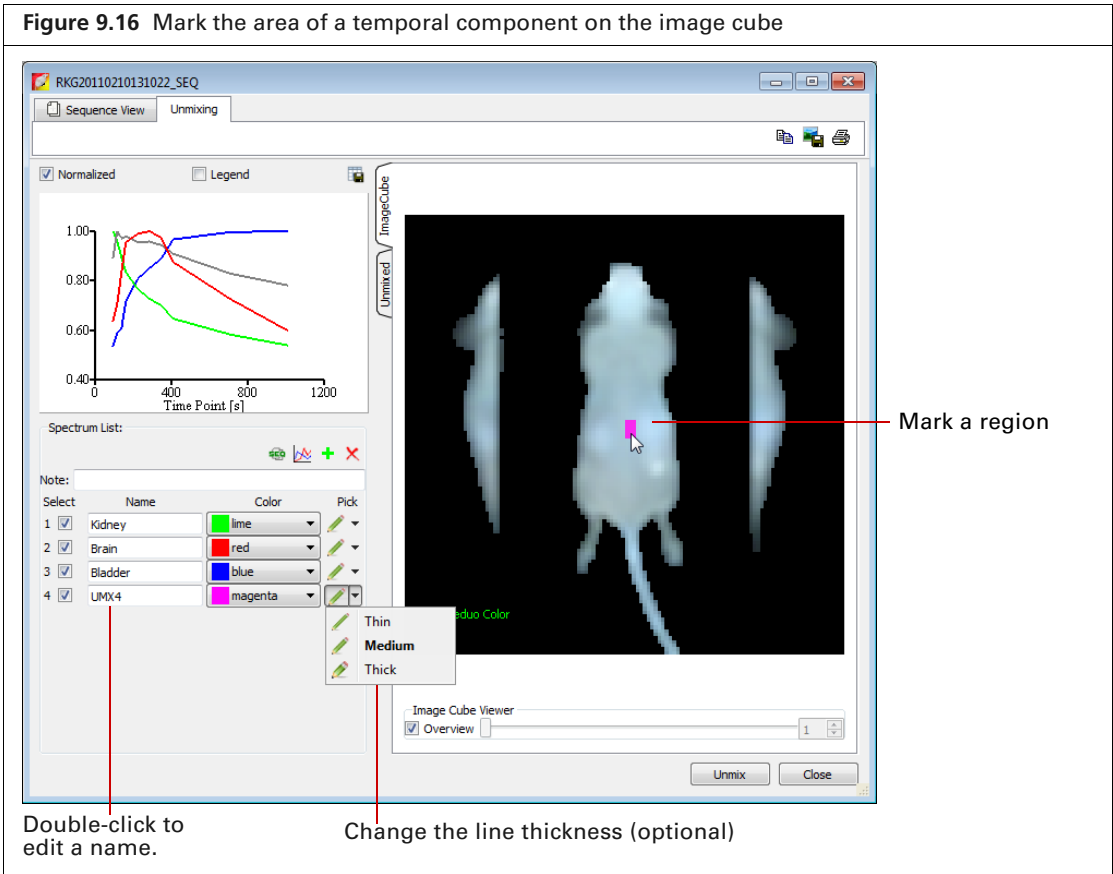 Figure 9.16 Mark the area of a temporal component on the image cube
RKG20110210131022_SEQ
Sequence View
Unmixing
Normalized
Legend
1.00
0.80
0.60
0.40
0
400
800
1200
Time Point [s]
ImageCube
Unmixed
Spectrum List:
SEQ
Note:
Select Name Color Pick
1 Kidney lime
2 Brain red
3 Bladder blue
4 UMX4 magenta
Thin
Medium
Thick
Color
Mark a region
Image Cube Viewer
Overview
1
Unmix
Close
Double-click to
edit a name.
Change the line thickness (optional)